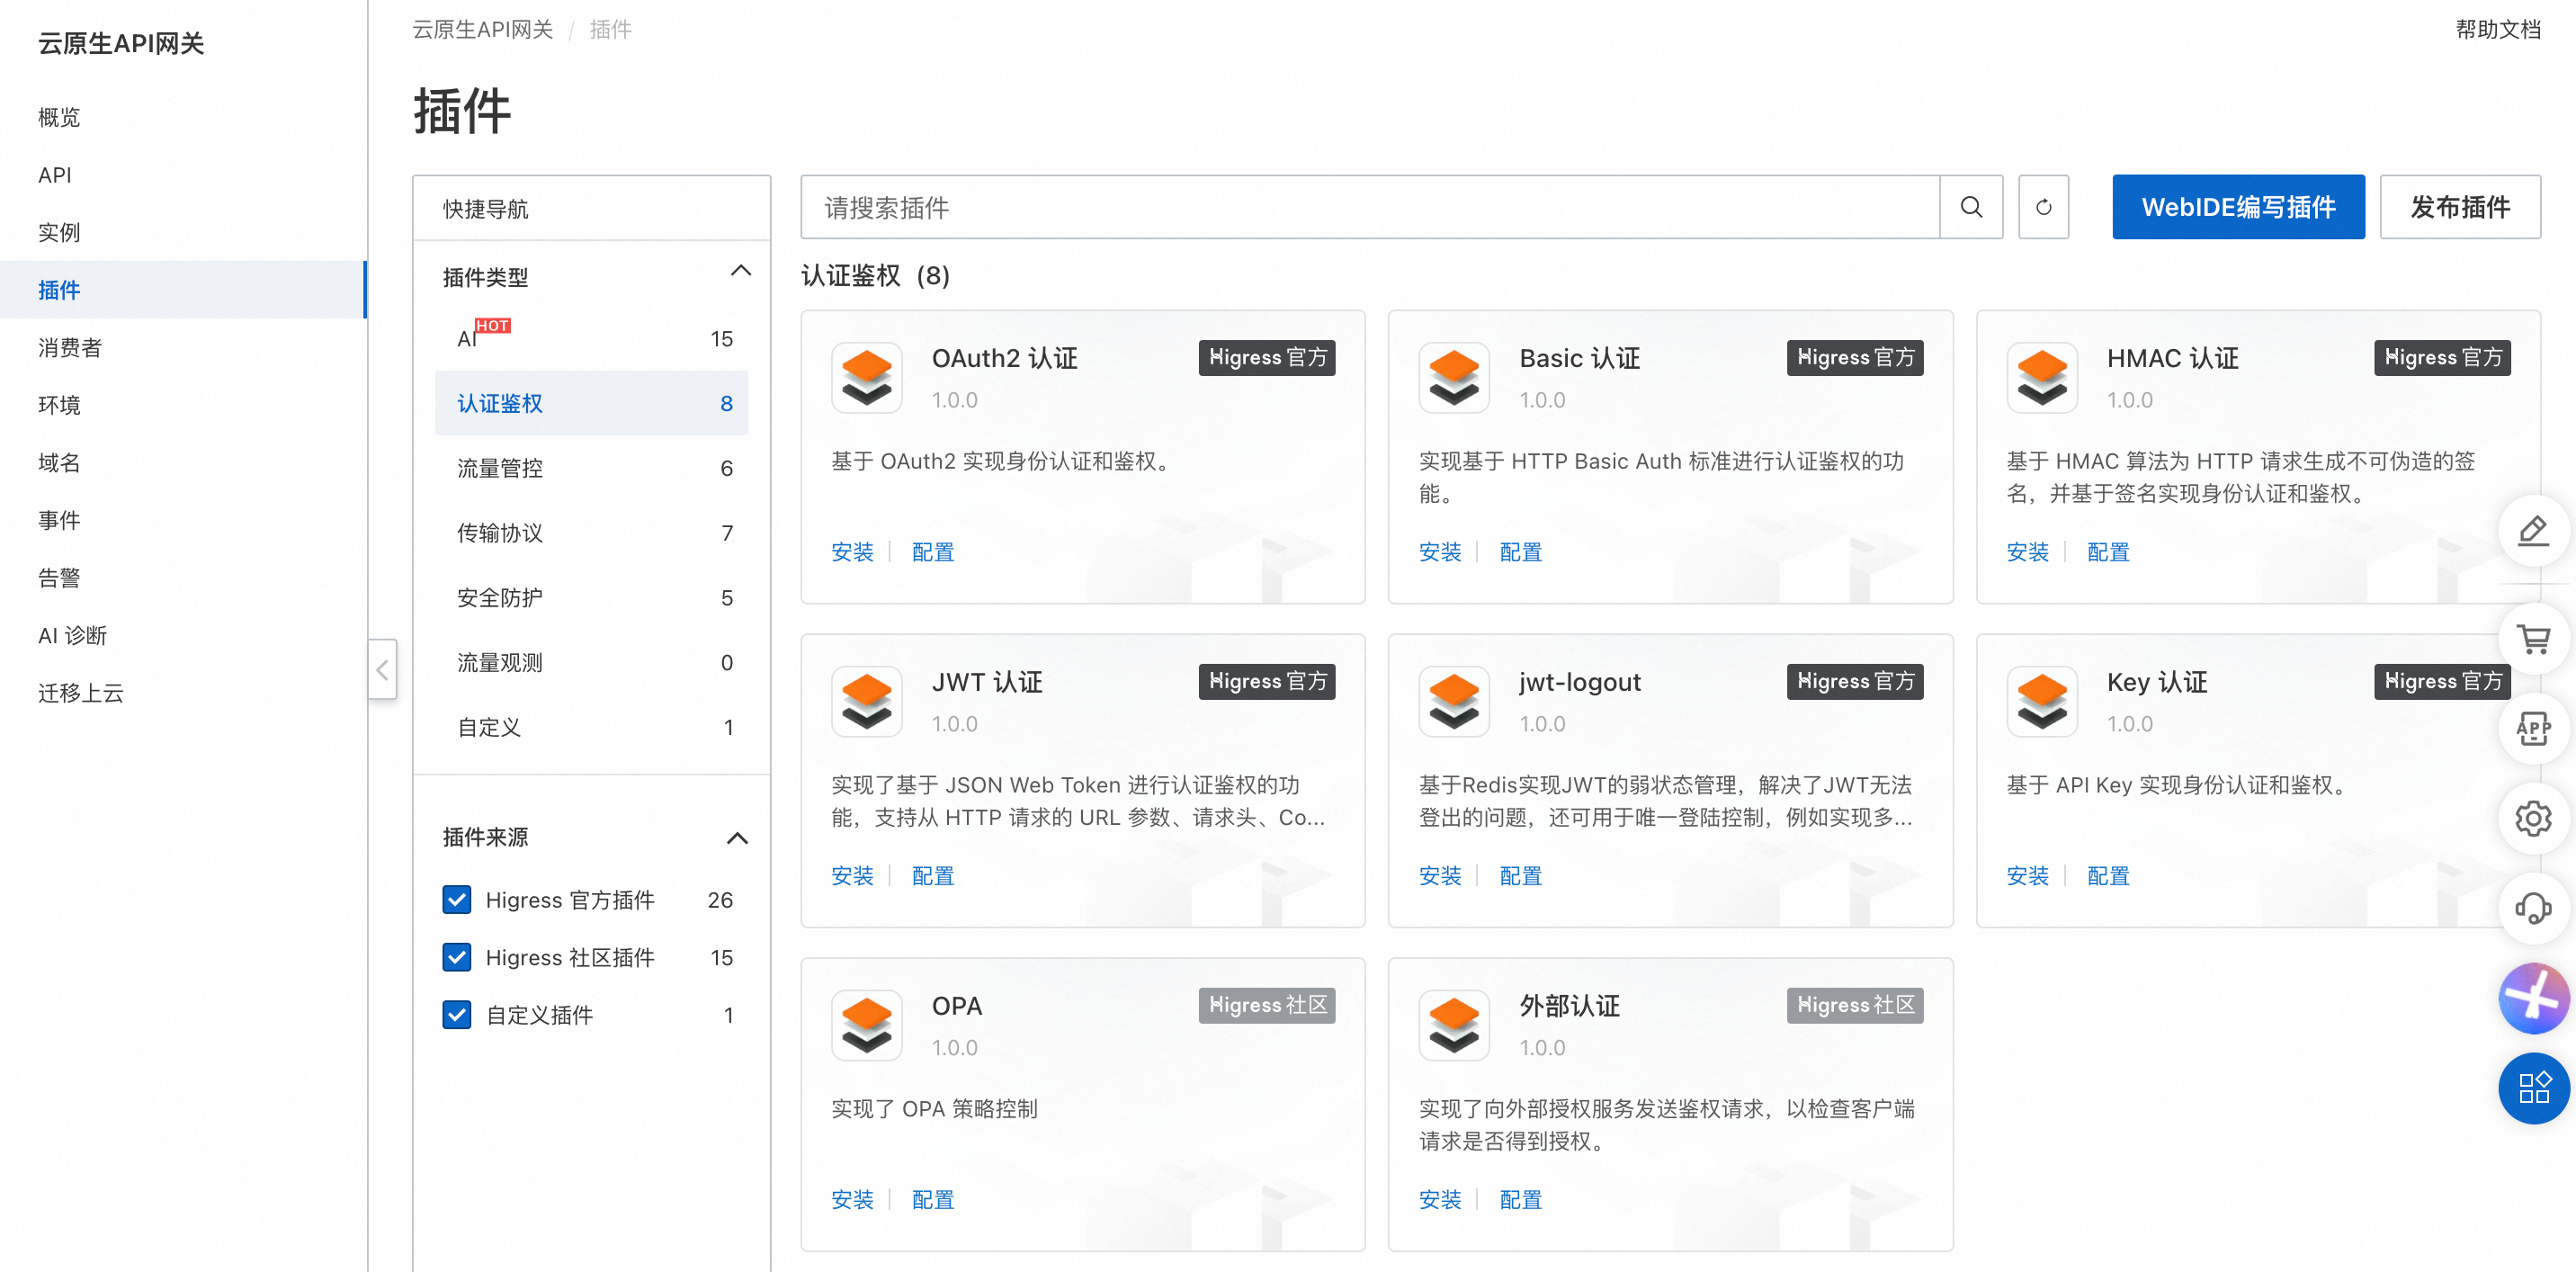 云原生API网关
概览
API
实例
插件
消费者
环境
域名
事件
告警
AI 诊断
迁移上云
云原生API网关 / 插件
帮助文档
插件
快捷导航
插件类型
AI HOT 15
认证鉴权 8
流量管控 6
传输协议 7
安全防护 5
流量观测 0
自定义 1
插件来源
Higress 官方插件 26
Higress 社区插件 15
自定义插件 1
请搜索插件
WebIDE编写插件
发布插件
认证鉴权（8）
OAuth2 认证
Higress 官方
1.0.0
基于 OAuth2 实现身份认证和鉴权。
安装 配置
Basic 认证
Higress 官方
1.0.0
实现基于 HTTP Basic Auth 标准进行认证鉴权的功
能。
安装 配置
HMAC 认证
Higress 官方
1.0.0
基于 HMAC 算法为 HTTP 请求生成不可伪造的签
名，并基于签名实现身份认证和鉴权。
安装 配置
JWT 认证
Higress 官方
1.0.0
实现了基于 JSON Web Token 进行认证鉴权的功
能，支持从 HTTP 请求的 URL 参数、请求头、Co...
安装 配置
jwt-logout
Higress 官方
1.0.0
基于Redis实现JWT的弱状态管理，解决了JWT无法
登出的问题，还可用于唯一登陆控制，例如实现多...
安装 配置
Key 认证
Higress 官方
1.0.0
基于 API Key 实现身份认证和鉴权。
安装 配置
OPA
Higress 社区
1.0.0
实现了 OPA 策略控制
安装 配置
外部认证
Higress 社区
1.0.0
实现了向外部授权服务发送鉴权请求，以检查客户端
请求是否得到授权。
安装 配置
APP